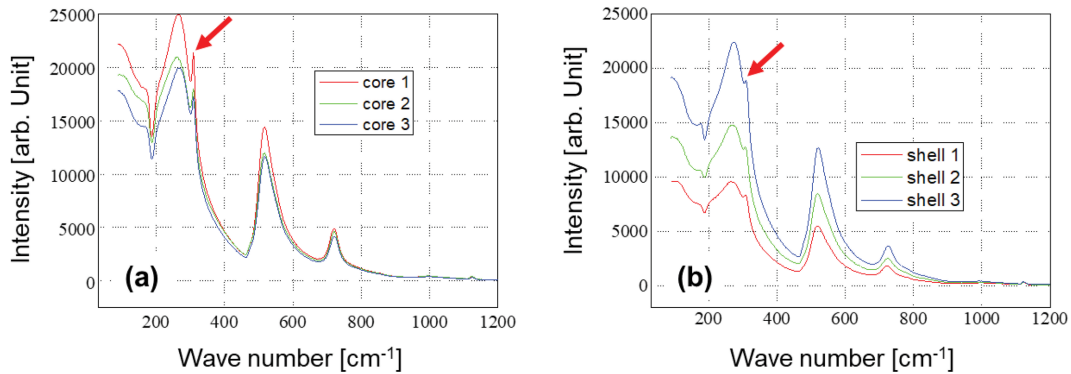 25000
20000
15000
10000
5000
0
200
400
600
800
1000
1200
Intensity [arb. Unit]
Wave number [cm⁻¹]
core 1
core 2
core 3
(a)
25000
20000
15000
10000
5000
0
200
400
600
800
1000
1200
Intensity [arb. Unit]
Wave number [cm⁻¹]
shell 1
shell 2
shell 3
(b)